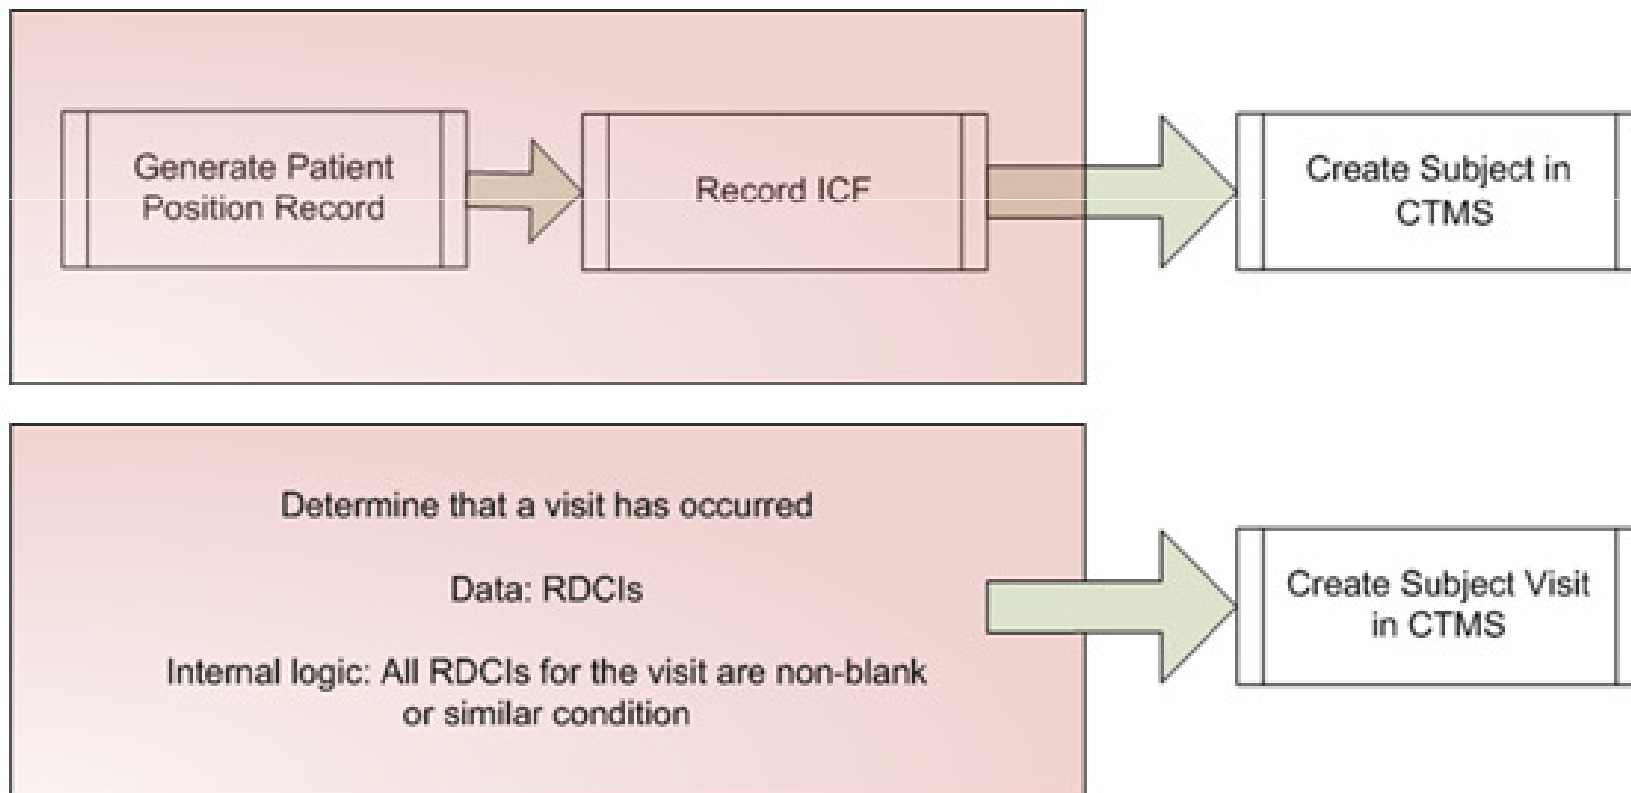 Generate Patient
Position Record
Record ICF
Create Subject in
CTMS
Determine that a visit has occurred
Data: RDCIs
Internal logic: All RDCIs for the visit are non-blank
or similar condition
Create Subject Visit
in CTMS